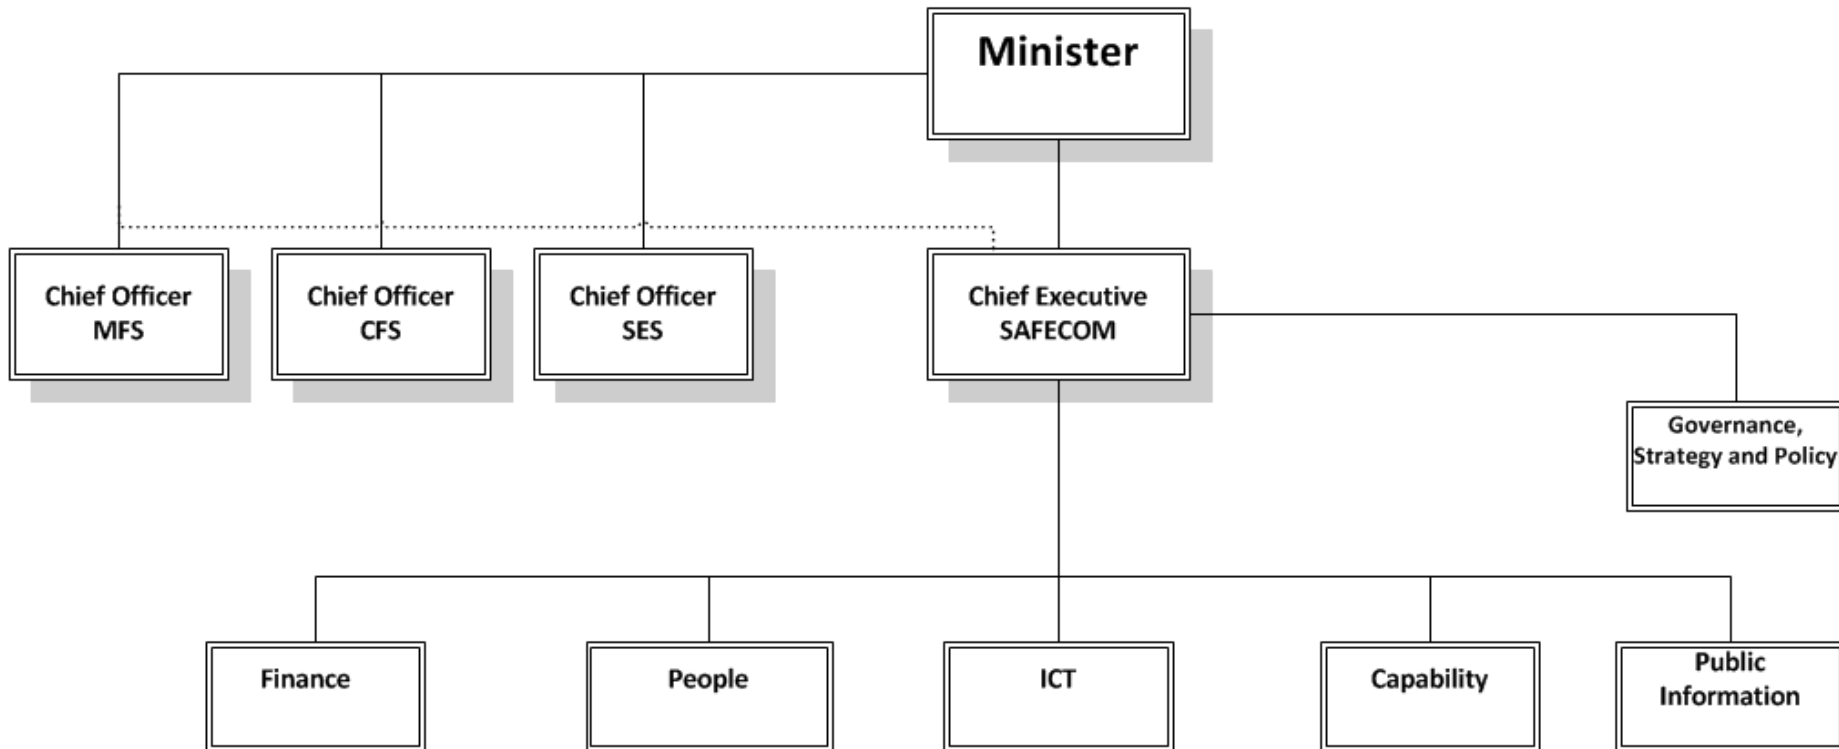 Minister
Chief Officer
MFS
Chief Officer
CFS
Chief Officer
SES
Chief Executive
SAFECOM
Governance,
Strategy and Policy
Finance
People
ICT
Capability
Public
Information